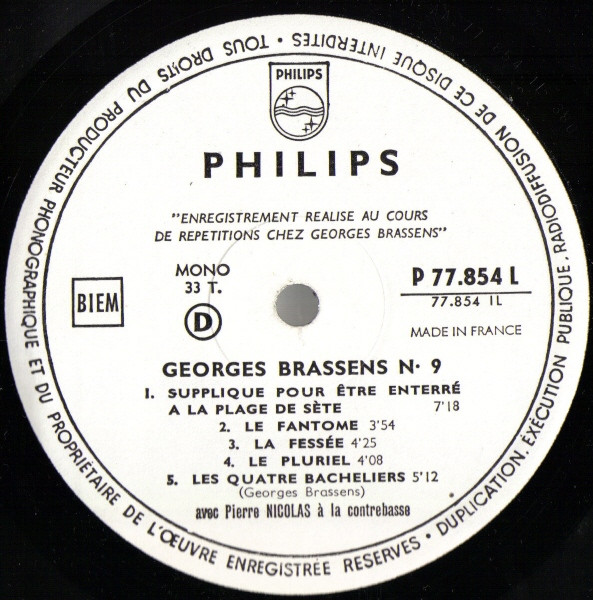 TOUS DROITS DU PRODUCTEUR PHONOGRAPHIQUE ET DU PROPRIÉTAIRE DE L'ŒUVRE ENREGISTRÉE RESERVES • DUPLICATION, EXÉCUTION PUBLIQUE, RADIODIFFUSION DE CE DISQUE INTERDITES •
PHILIPS
PHILIPS
"ENREGISTREMENT REALISE AU COURS
DE REPETITIONS CHEZ GEORGES BRASSENS"
MONO
33 T.
BIEM
D
P 77.854 L
77.854 1L
MADE IN FRANCE
GEORGES BRASSENS N· 9
1. SUPPLIQUE POUR ÊTRE ENTERRÉ
A LA PLAGE DE SÈTE 7'18
2. LE FANTOME 3'54
3. LA FESSÉE 4'25
4. LE PLURIEL 4'08
5. LES QUATRE BACHELIERS 5'12
(Georges Brassens)
avec Pierre NICOLAS à la contrebasse